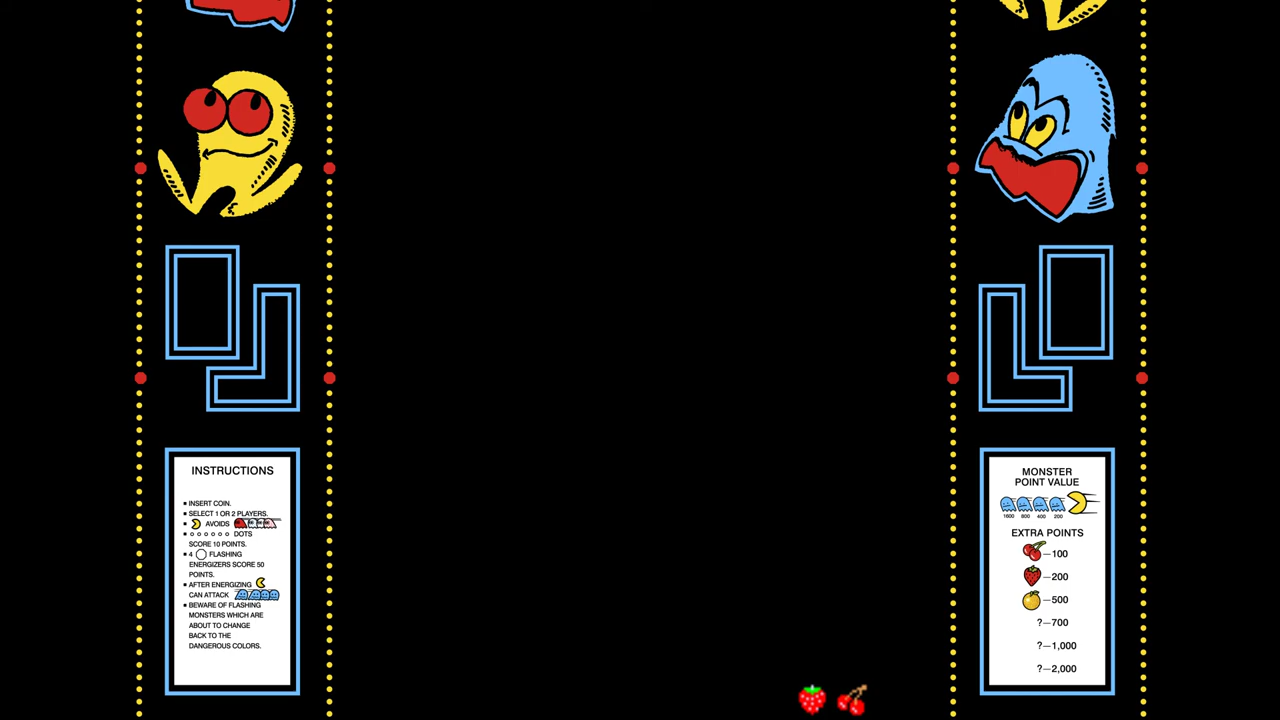 INSTRUCTIONS
INSERT COIN.
SELECT 1 OR 2 PLAYERS.
AVOIDS
DOTS
SCORE 10 POINTS.
4 FLASHING
ENERGIZERS SCORE 50
POINTS.
AFTER ENERGIZING
CAN ATTACK
BEWARE OF FLASHING
MONSTERS WHICH ARE
ABOUT TO CHANGE
BACK TO THE
DANGEROUS COLORS.
MONSTER
POINT VALUE
1600 800 400 200
EXTRA POINTS
—100
—200
—500
?—700
?—1,000
?—2,000